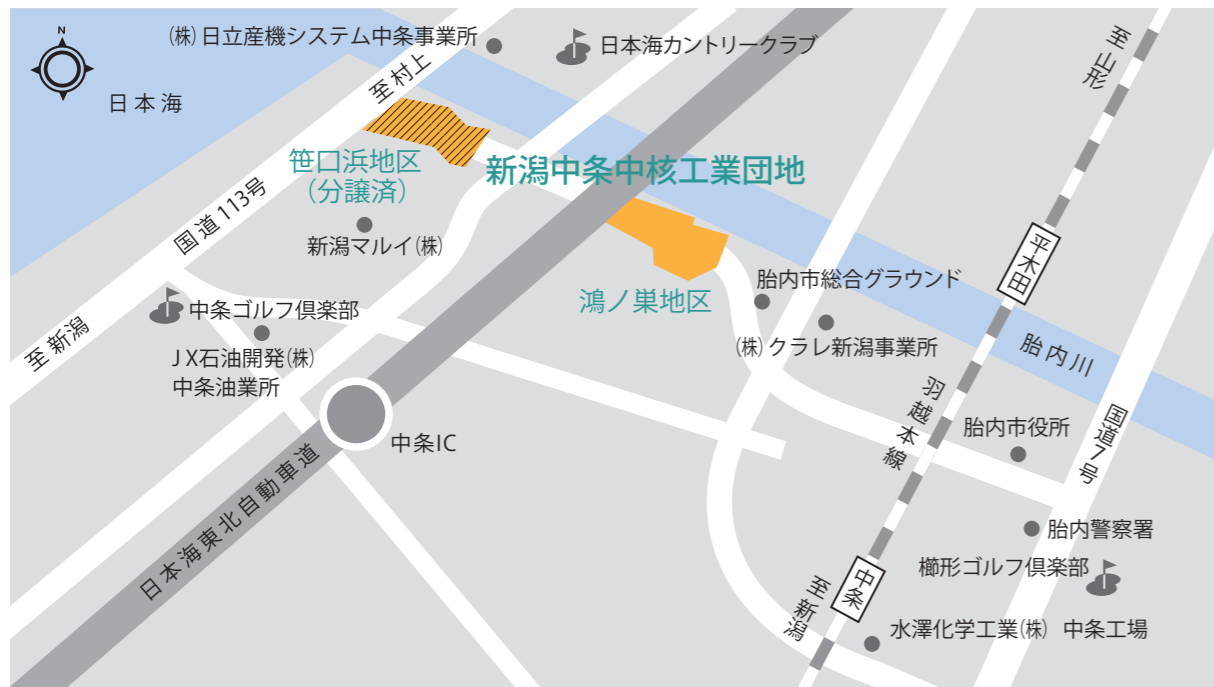 N
(株)日立産機システム中条事業所
日本海カントリークラブ
至山形
日本海
至村上
笹口浜地区
(分譲済)
新潟中条中核工業団地
国道113号
新潟マルイ(株)
平木田
胎内市総合グラウンド
鴻ノ巣地区
中条ゴルフ倶楽部
(株)クラレ新潟事業所
胎内川
至新潟
JX石油開発(株)
中条油業所
羽越本線
国道7号
胎内市役所
中条IC
日本海東北自動車道
胎内警察署
櫛形ゴルフ倶楽部
中条
至新潟
水澤化学工業(株) 中条工場